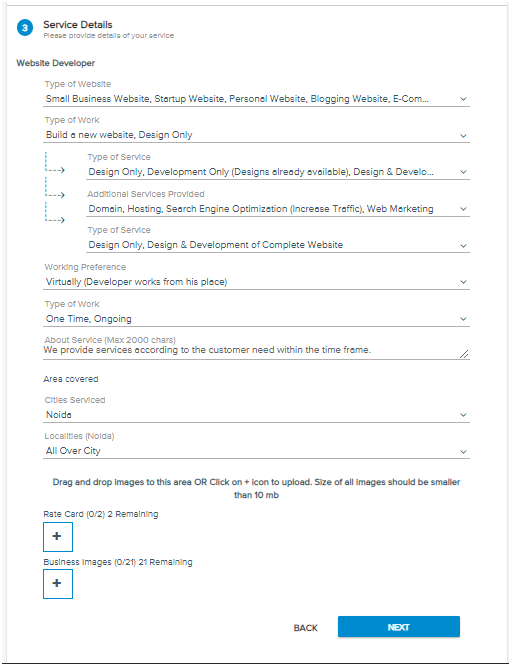 3 Service Details
Please provide details of your service
Website Developer
Type of Website
Small Business Website, Startup Website, Personal Website, Blogging Website, E-Com...
Type of Work
Build a new website, Design Only
Type of Service
Design Only, Development Only (Designs already available), Design & Develo...
Additional Services Provided
Domain, Hosting, Search Engine Optimization (Increase Traffic), Web Marketing
Type of Service
Design Only, Design & Development of Complete Website
Working Preference
Virtually (Developer works from his place)
Type of Work
One Time, Ongoing
About Service (Max 2000 chars)
We provide services according to the customer need within the time frame.
Area covered
Cities Serviced
Noida
Localities (Noida)
All Over City
Drag and drop images to this area OR Click on + icon to upload. Size of all images should be smaller
than 10 mb
Rate Card (0/2) 2 Remaining
+
Business Images (0/21) 21 Remaining
+
BACK NEXT